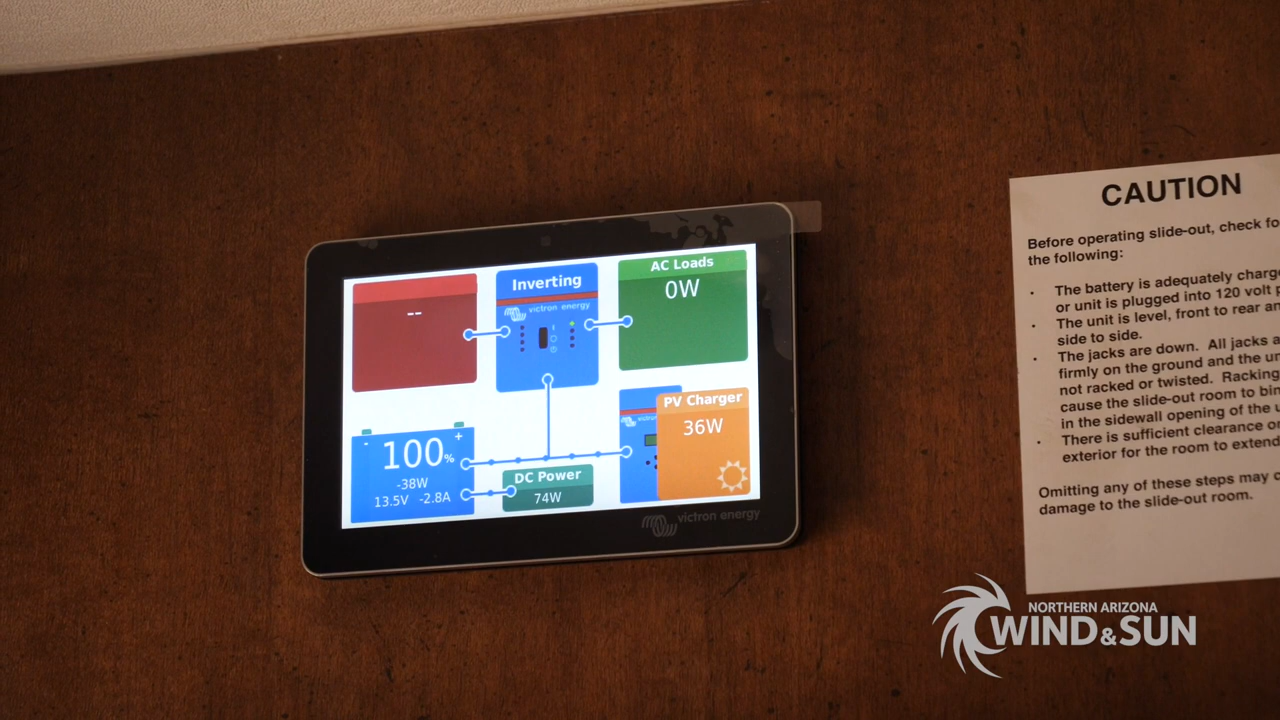 --
Inverting
victron energy
AC Loads
0W
PV Charger
36W
- +
100%
-38W
13.5V -2.8A
DC Power
74W
victron energy
CAUTION
Before operating slide-out, check fo
the following:
· The battery is adequately charge
or unit is plugged into 120 volt p
· The unit is level, front to rear an
side to side.
· The jacks are down. All jacks a
firmly on the ground and the un
not racked or twisted. Racking
cause the slide-out room to bin
in the sidewall opening of the u
· There is sufficient clearance on
exterior for the room to extend
Omitting any of these steps may c
damage to the slide-out room.
NORTHERN ARIZONA
WIND&SUN